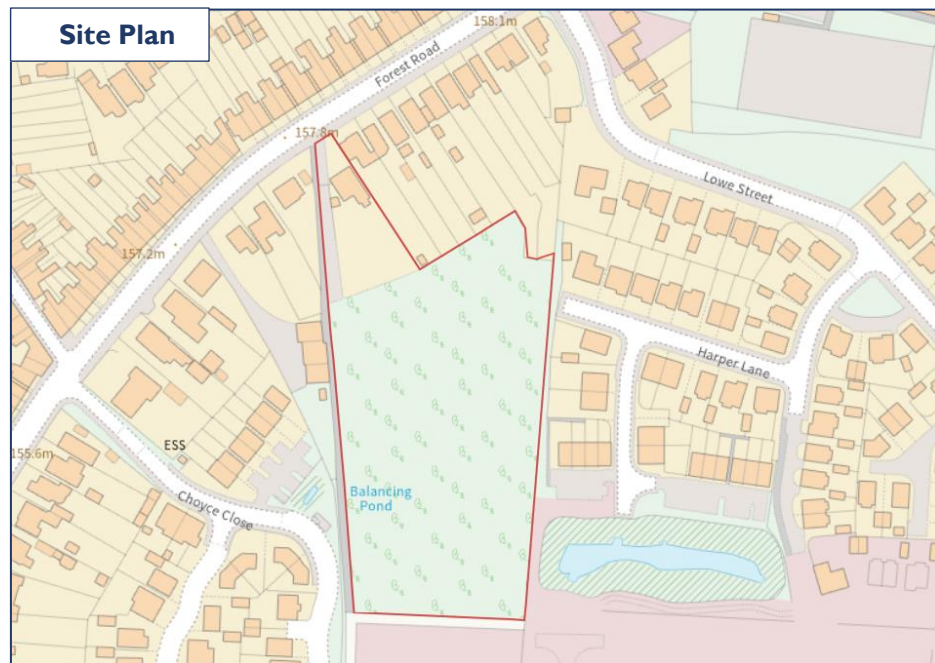 Site Plan
158.1m
Forest Road
157.8m
Lowe Street
157.2m
Harper Lane
ESS
155.6m
Balancing
Pond
Choyce Close